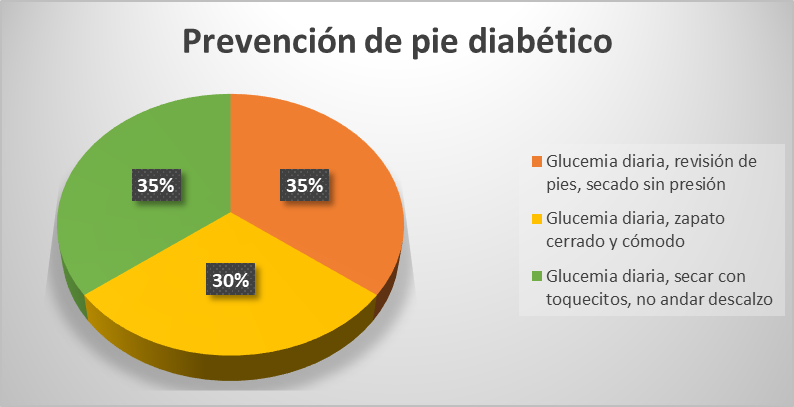 Prevención de pie diabético
35%
35%
30%
Glucemia diaria, revisión de
pies, secado sin presión
Glucemia diaria, zapato
cerrado y cómodo
Glucemia diaria, secar con
toquecitos, no andar descalzo